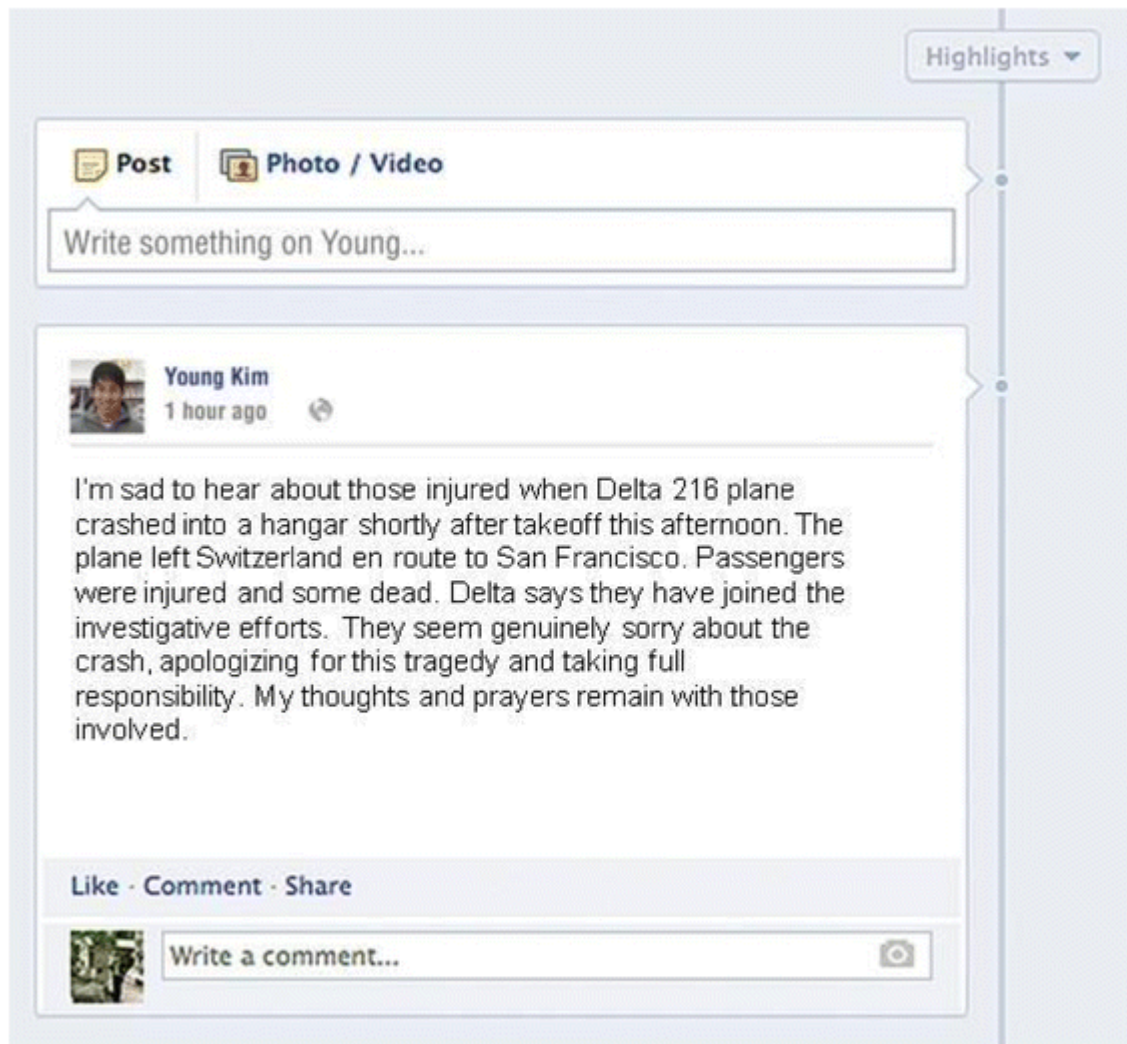 Highlights
Post Photo / Video
Write something on Young...
Young Kim
1 hour ago
I'm sad to hear about those injured when Delta 216 plane
crashed into a hangar shortly after takeoff this afternoon. The
plane left Switzerland en route to San Francisco. Passengers
were injured and some dead. Delta says they have joined the
investigative efforts. They seem genuinely sorry about the
crash, apologizing for this tragedy and taking full
responsibility. My thoughts and prayers remain with those
involved.
Like · Comment · Share
Write a comment...